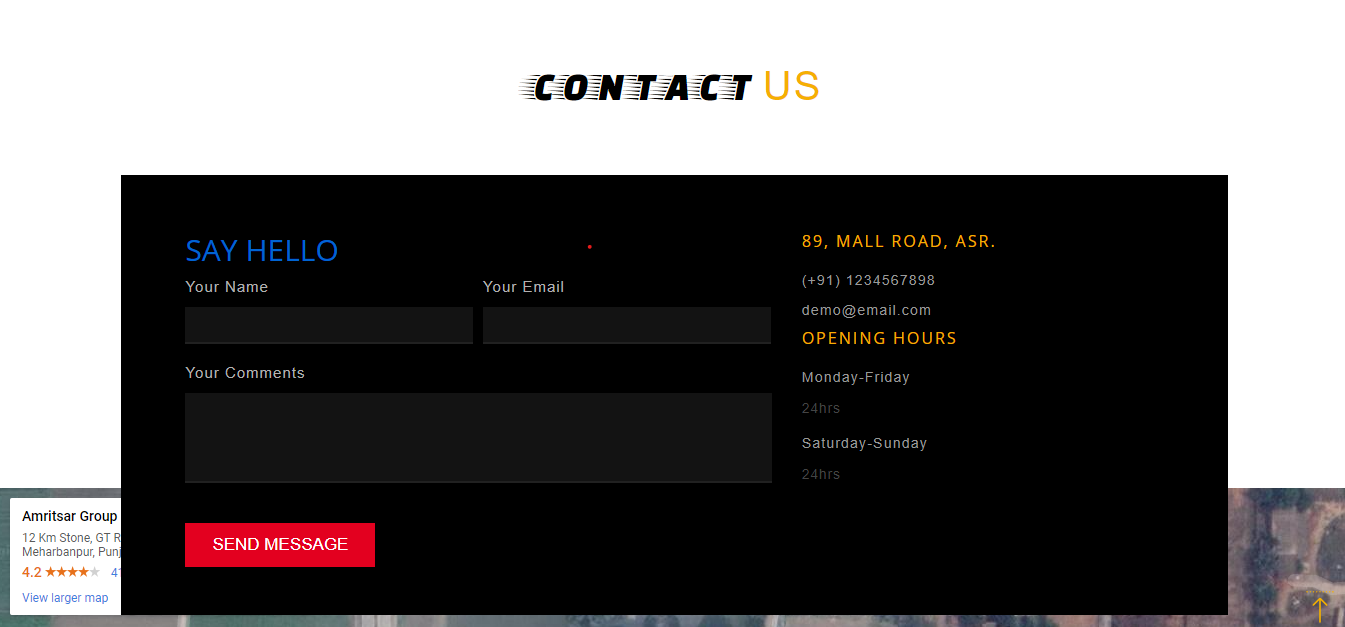 CONTACT US
SAY HELLO
Your Name
Your Email
Your Comments
SEND MESSAGE
89, MALL ROAD, ASR.
(+91) 1234567898
demo@email.com
OPENING HOURS
Monday-Friday
24hrs
Saturday-Sunday
24hrs
Amritsar Group
12 Km Stone, GT R
Meharbanpur, Punj
4.2
View larger map